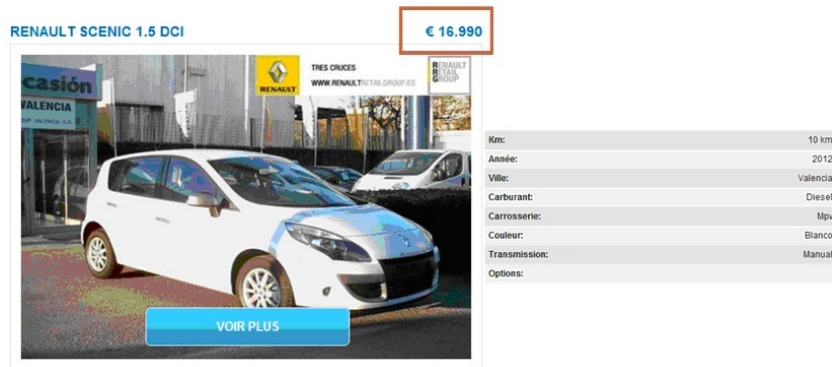 RENAULT SCENIC 1.5 DCI
€ 16.990
casión
VALENCIA
RENAULT
TRES CRUCES
WWW.RENAULTRETAILGROUP.ES
RENAULT
RETAIL
GROUP
VOIR PLUS
Km: 10 km
Année: 2012
Ville: Valencia
Carburant: Diesel
Carrosserie: Mpv
Couleur: Blanco
Transmission: Manual
Options: